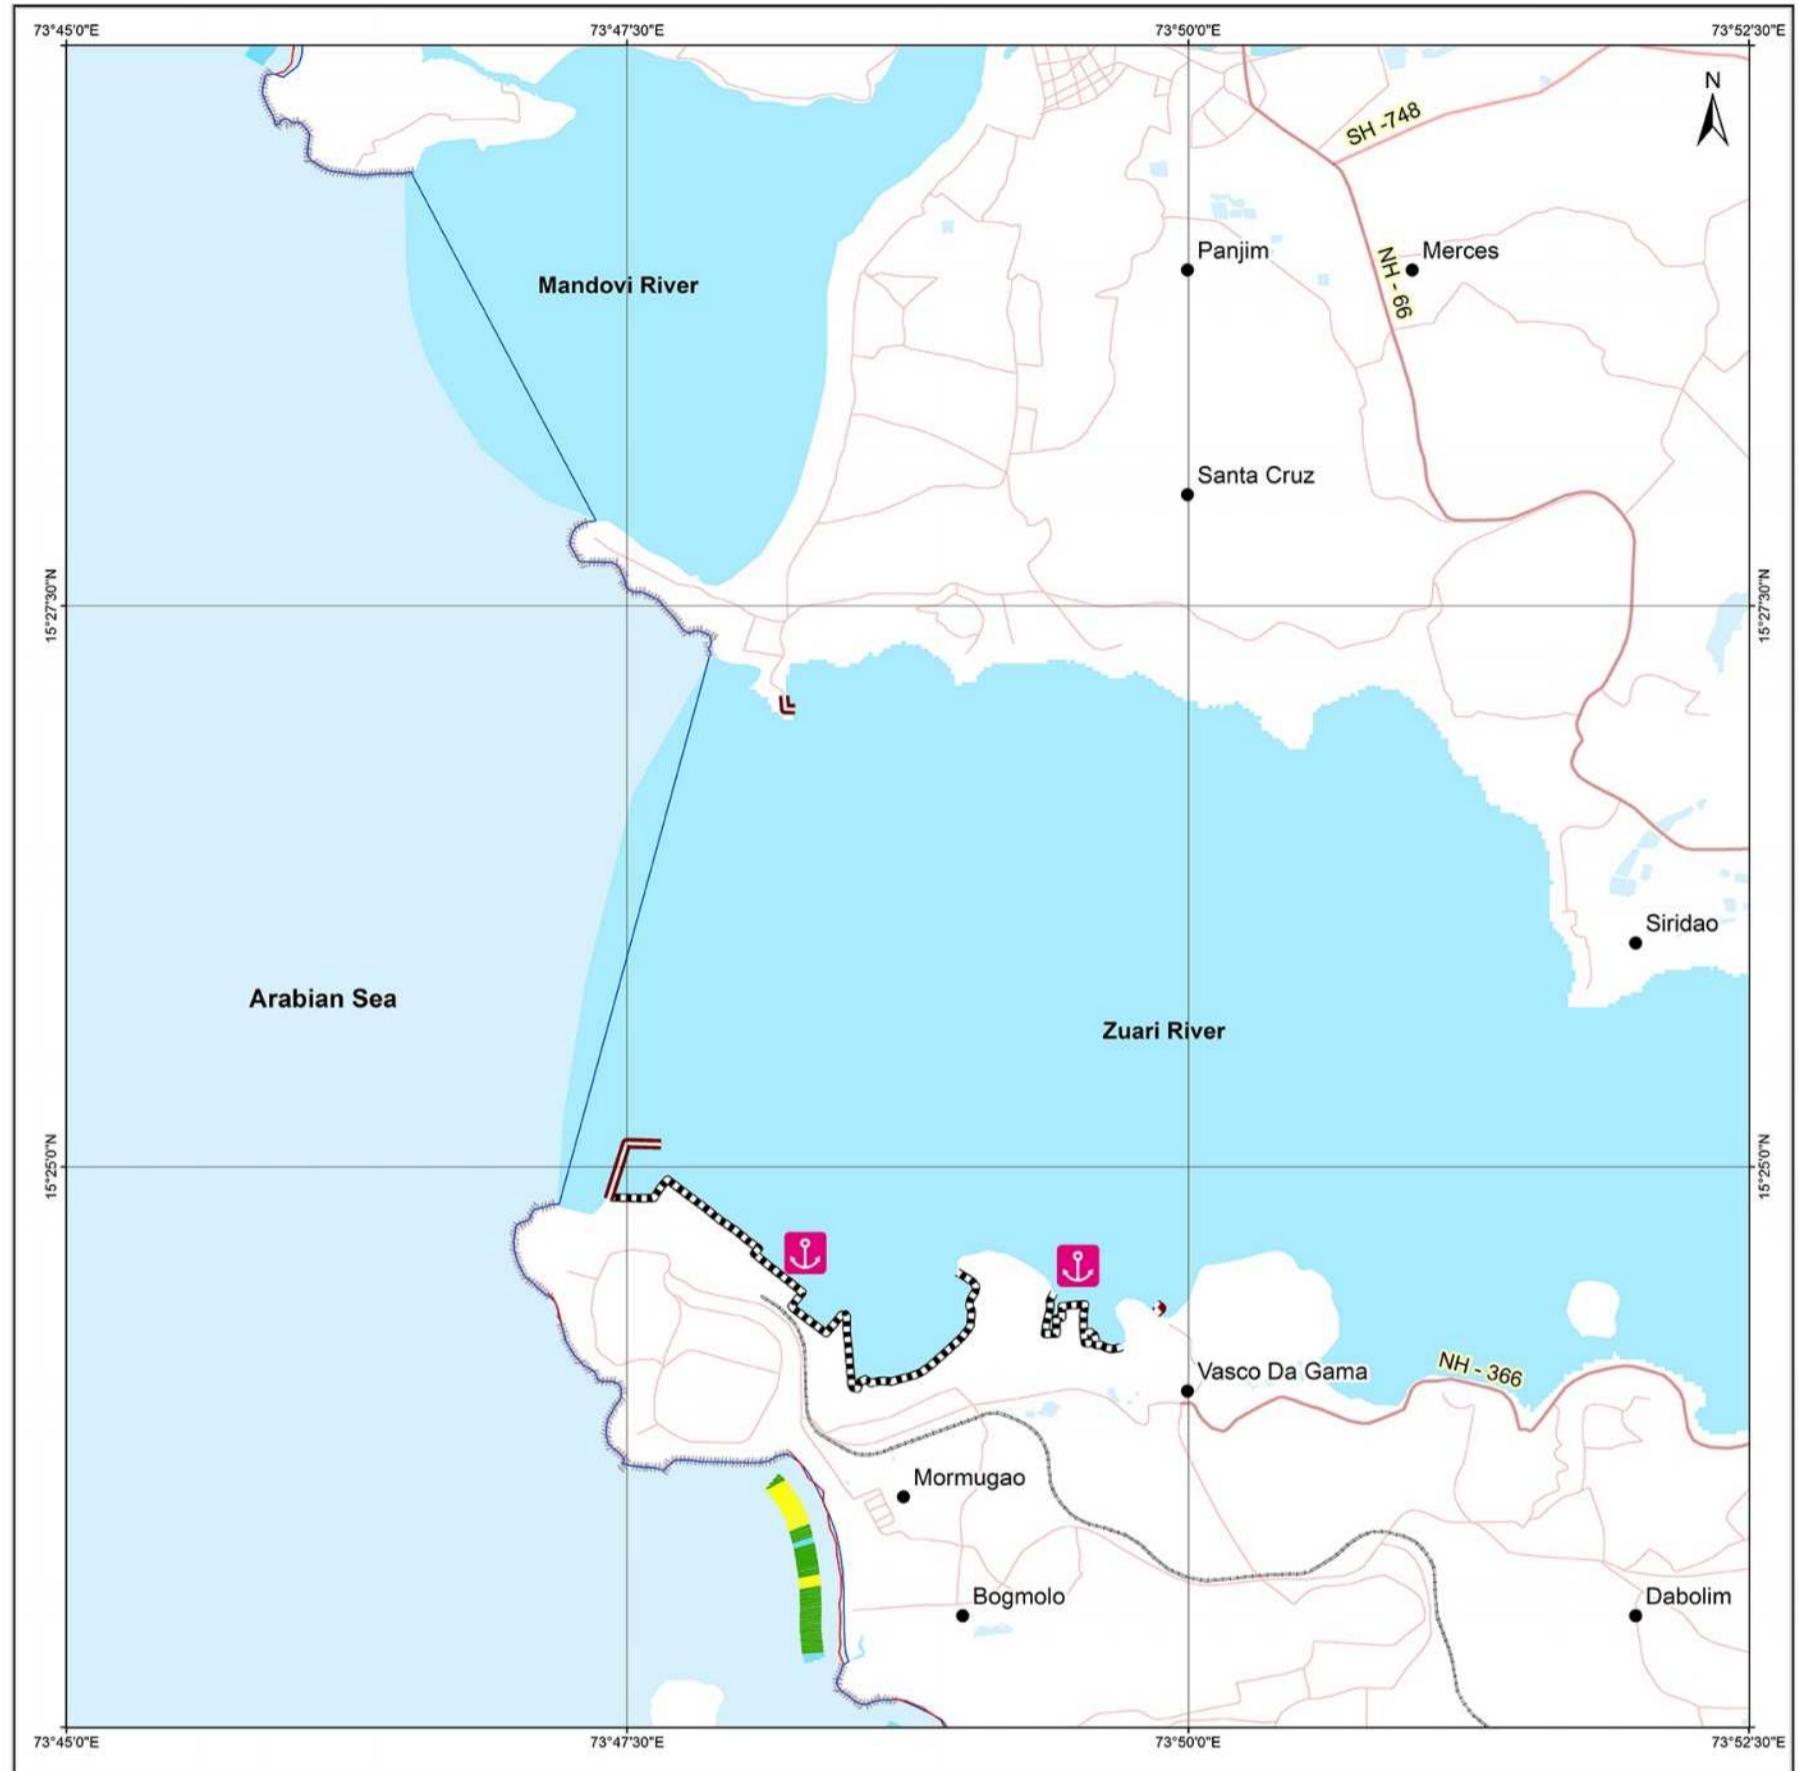 73°45'0"E
73°47'30"E
73°50'0"E
73°52'30"E
N
SH -748
Panjim
NH - 66
Merces
Mandovi River
Santa Cruz
15°27'30"N
15°27'30"N
Siridao
Arabian Sea
Zuari River
15°25'0"N
15°25'0"N
Vasco Da Gama
NH - 366
Mormugao
Bogmolo
Dabolim
73°45'0"E
73°47'30"E
73°50'0"E
73°52'30"E